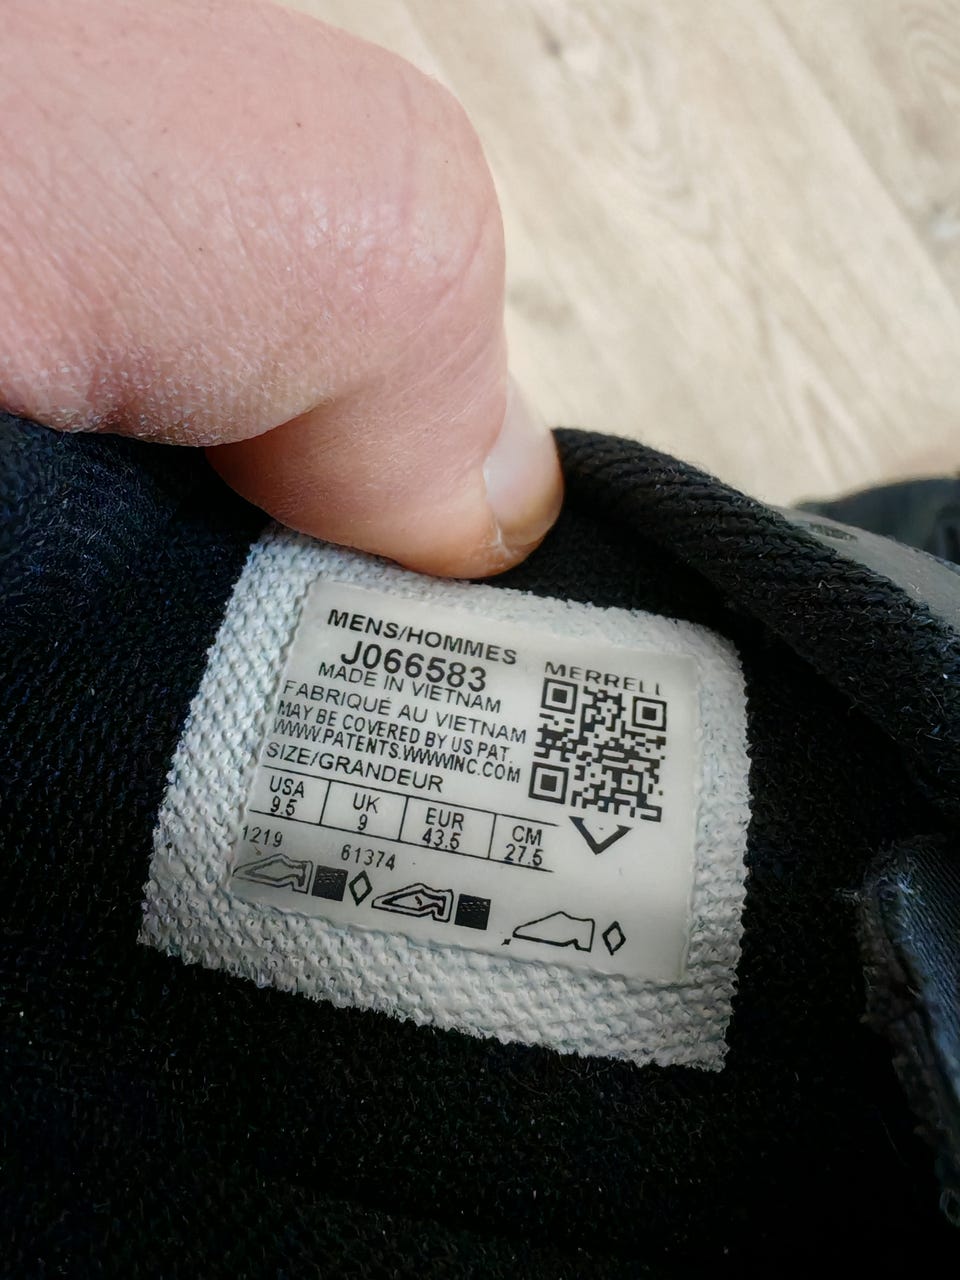 MENS/HOMMES
J066583
MADE IN VIETNAM
FABRIQUÉ AU VIETNAM
MAY BE COVERED BY US PAT.
WWW.PATENTS.WWWINC.COM
SIZE/GRANDEUR
USA UK EUR CM
9.5 9 43.5 27.5
1219 61374
MERRELL